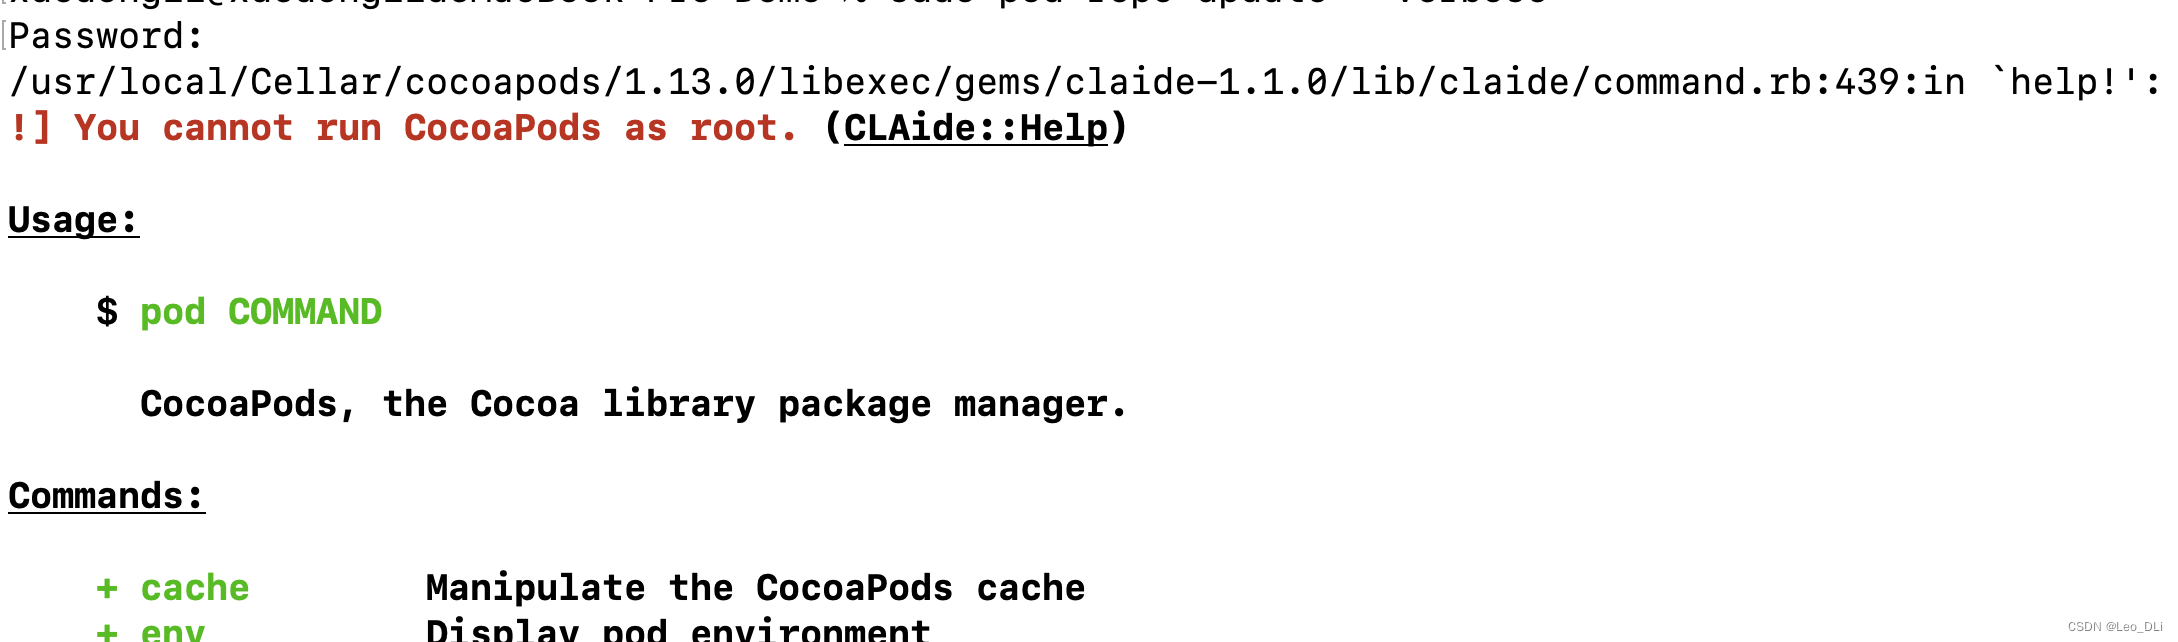 Password:
/usr/local/Cellar/cocoapods/1.13.0/libexec/gems/claide-1.1.0/lib/claide/command.rb:439:in `help!':
!] You cannot run CocoaPods as root. (CLAide::Help)
Usage:
$ pod COMMAND
CocoaPods, the Cocoa library package manager.
Commands:
+ cache Manipulate the CocoaPods cache
+ env Display pod environment
CSDN @Leo_DLi